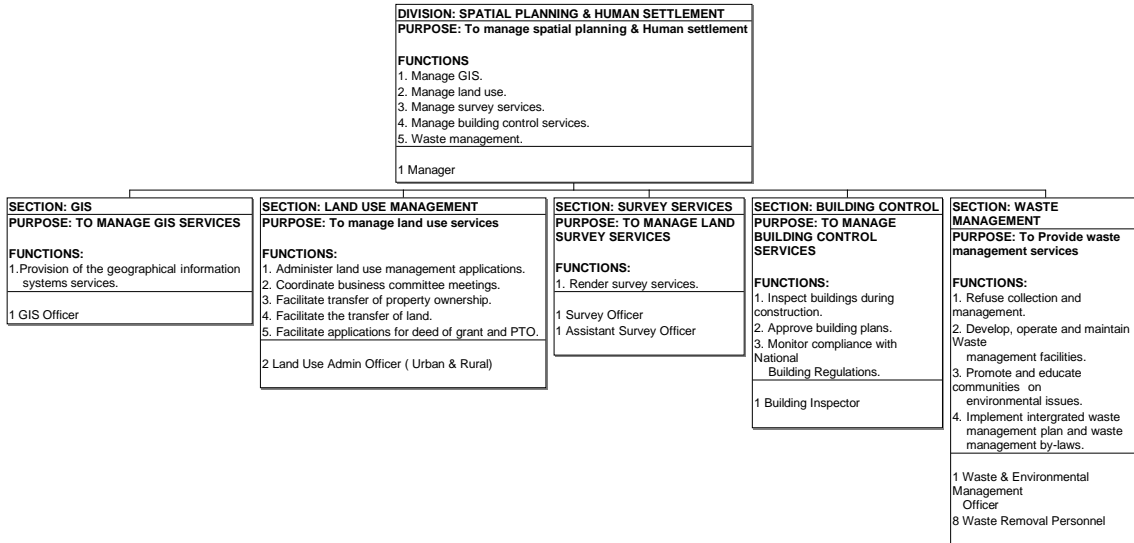 DIVISION: SPATIAL PLANNING & HUMAN SETTLEMENT
PURPOSE: To manage spatial planning & Human settlement
FUNCTIONS
1. Manage GIS.
2. Manage land use.
3. Manage survey services.
4. Manage building control services.
5. Waste management.
1 Manager
SECTION: GIS
PURPOSE: TO MANAGE GIS SERVICES
FUNCTIONS:
1.Provision of the geographical information
systems services.
1 GIS Officer
SECTION: LAND USE MANAGEMENT
PURPOSE: To manage land use services
FUNCTIONS:
1. Administer land use management applications.
2. Coordinate business committee meetings.
3. Facilitate transfer of property ownership.
4. Facilitate the transfer of land.
5. Facilitate applications for deed of grant and PTO.
2 Land Use Admin Officer ( Urban & Rural)
SECTION: SURVEY SERVICES
PURPOSE: TO MANAGE LAND
SURVEY SERVICES
FUNCTIONS:
1. Render survey services.
1 Survey Officer
1 Assistant Survey Officer
SECTION: BUILDING CONTROL
PURPOSE: TO MANAGE
BUILDING CONTROL
SERVICES
FUNCTIONS:
1. Inspect buildings during
construction.
2. Approve building plans.
3. Monitor compliance with
National
Building Regulations.
1 Building Inspector
SECTION: WASTE
MANAGEMENT
PURPOSE: To Provide waste
management services
FUNCTIONS:
1. Refuse collection and
management.
2. Develop, operate and maintain
Waste
management facilities.
3. Promote and educate
communities on
environmental issues.
4. Implement intergrated waste
management plan and waste
management by-laws.
1 Waste & Environmental
Management
Officer
8 Waste Removal Personnel